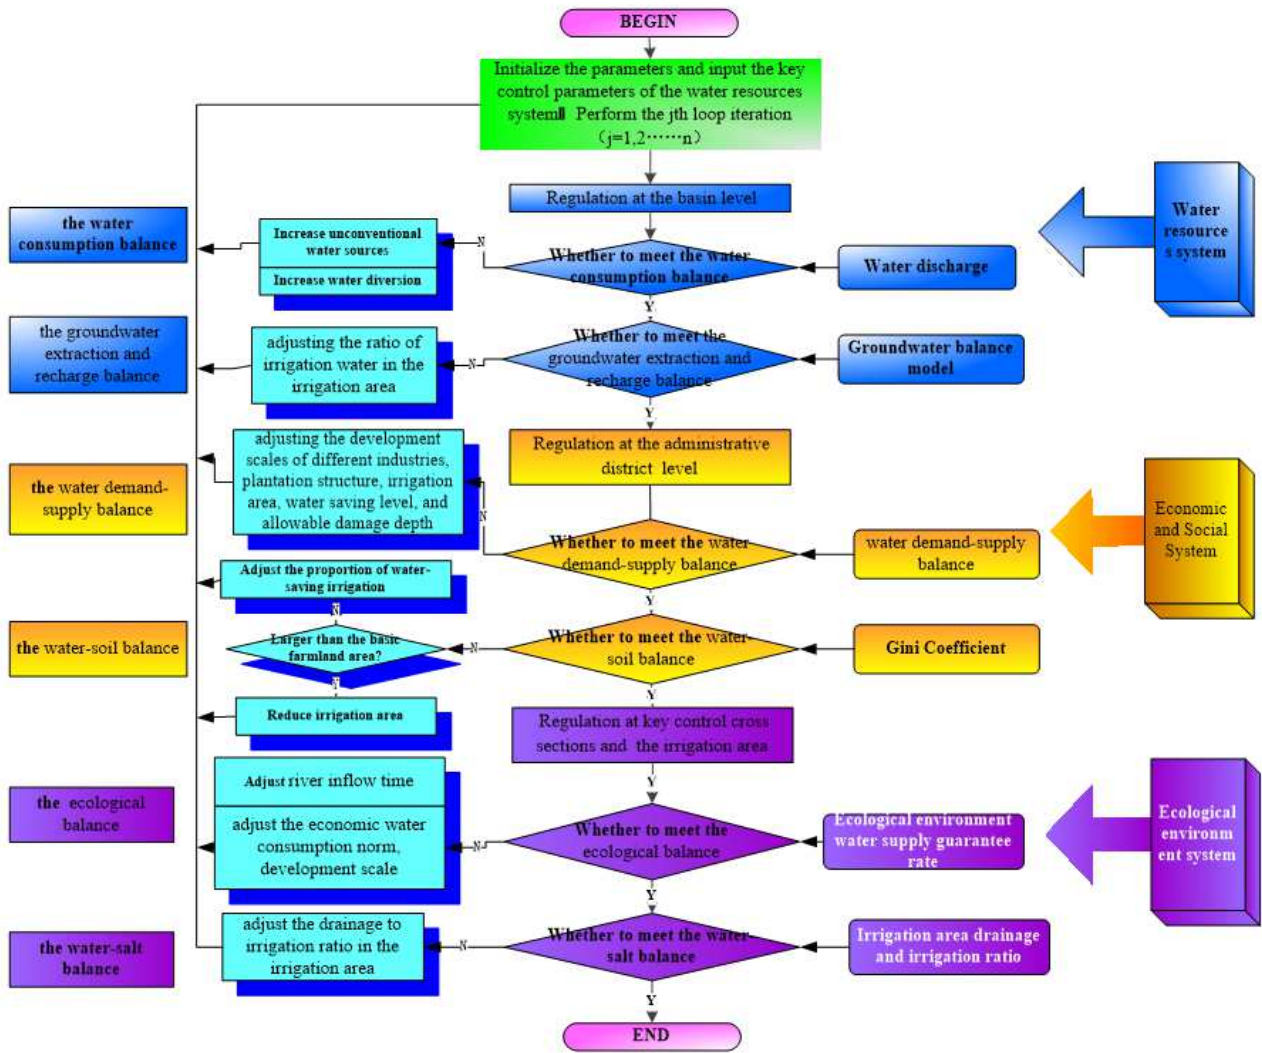 BEGIN
Initialize the parameters and input the key
control parameters of the water resources
system Perform the jth loop iteration
(j=1,2……n)
Regulation at the basin level
the water
consumption balance
Increase unconventional
water sources
Increase water diversion
N
Whether to meet the water
consumption balance
Water discharge
Water
resource
s system
Y
the groundwater
extraction and
recharge balance
adjusting the ratio of
irrigation water in the
irrigation area
N
Whether to meet the
groundwater extraction and
recharge balance
Groundwater balance
model
Y
Regulation at the administrative
district level
the water demand-
supply balance
adjusting the development
scales of different industries,
plantation structure, irrigation
area, water saving level, and
allowable damage depth
N
Whether to meet the water
demand-supply balance
water demand-supply
balance
Economic
and Social
System
Y
Adjust the proportion of water-
saving irrigation
N
the water-soil balance
Larger than the basic
farmland area?
N
Whether to meet the water-
soil balance
Gini Coefficient
Y
Y
Reduce irrigation area
Regulation at key control cross
sections and the irrigation area
Y
the ecological
balance
Adjust river inflow time
adjust the economic water
consumption norm,
development scale
N
Whether to meet the
ecological balance
Ecological environment
water supply guarantee
rate
Ecological
environm
ent system
Y
the water-salt
balance
adjust the drainage to
irrigation ratio in the
irrigation area
N
Whether to meet the water-
salt balance
Irrigation area drainage
and irrigation ratio
Y
END